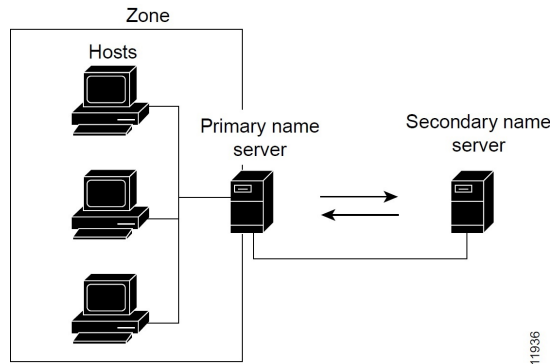 Zone
Hosts
Primary name
server
Secondary name
server
11936